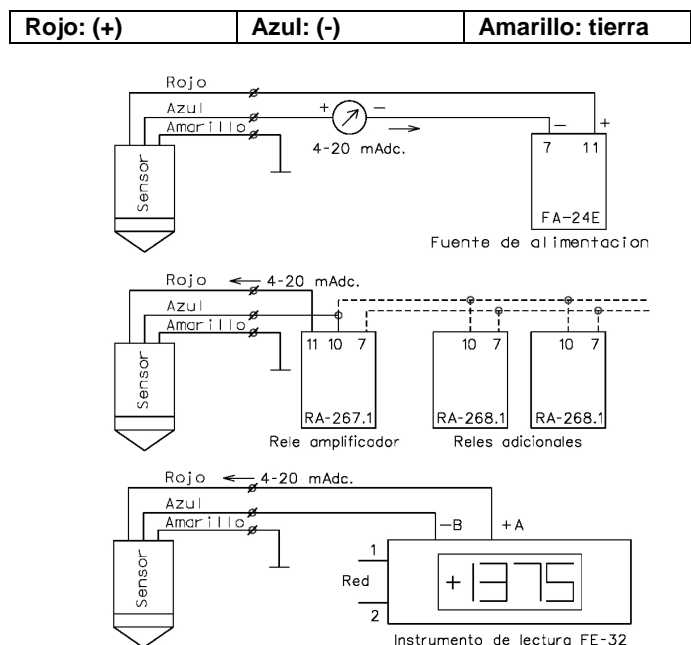 Rojo: (+) Azul: (-) Amarillo: tierra
Rojo
Azul
Amarillo
+ −
4-20 mAdc.
− +
7 11
Sensor
FA-24E
Fuente de alimentacion
Rojo 4-20 mAdc.
Azul
Amarillo
11 10 7 10 7 10 7
Sensor
RA-267.1 RA-268.1 RA-268.1
Rele amplificador Reles adicionales
Rojo 4-20 mAdc.
Azul
Amarillo
−B +A
1
Red
2
+1375
Sensor
Instrumento de lectura FE-32